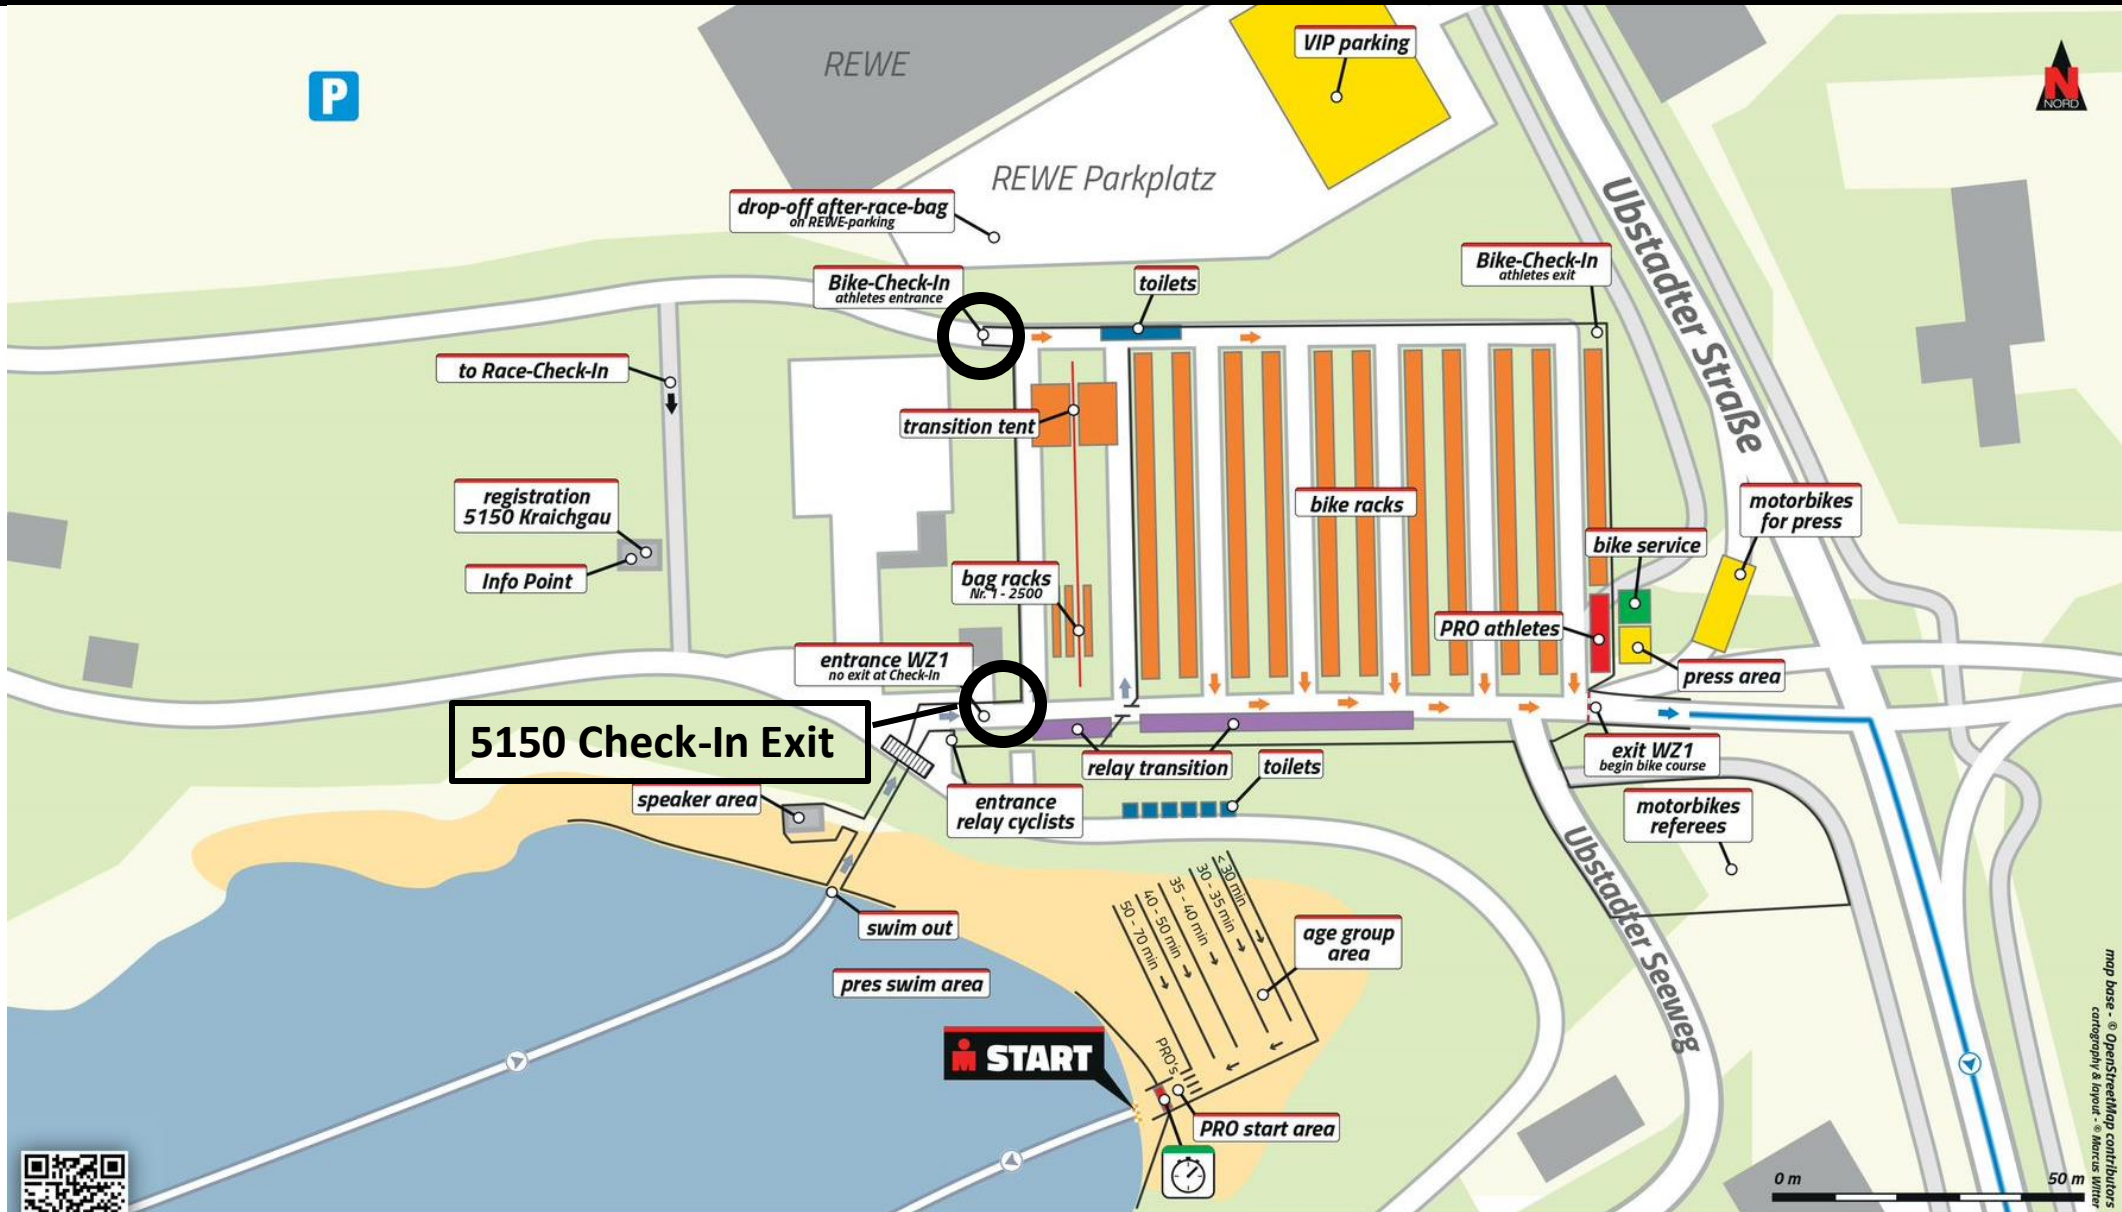 REWE
VIP parking
P
N
NORD
REWE Parkplatz
drop-off after-race-bag
on REWE-parking
Ubstadter Straße
Bike-Check-In
athletes entrance
toilets
Bike-Check-In
athletes exit
to Race-Check-In
transition tent
registration
5150 Kraichgau
bike racks
motorbikes
for press
bike service
Info Point
bag racks
Nr. 1 - 2500
PRO athletes
entrance WZ1
no exit at Check-In
press area
5150 Check-In Exit
relay transition
toilets
exit WZ1
begin bike course
speaker area
entrance
relay cyclists
motorbikes
referees
Ubstadter Seeweg
< 30 min
30 - 35 min
35 - 40 min
40 - 50 min
50 - 70 min
swim out
age group
area
pres swim area
START
PRO's
PRO start area
0 m
50 m
map base - © OpenStreetMap contributors
cartography & layout - © Marcus Witter